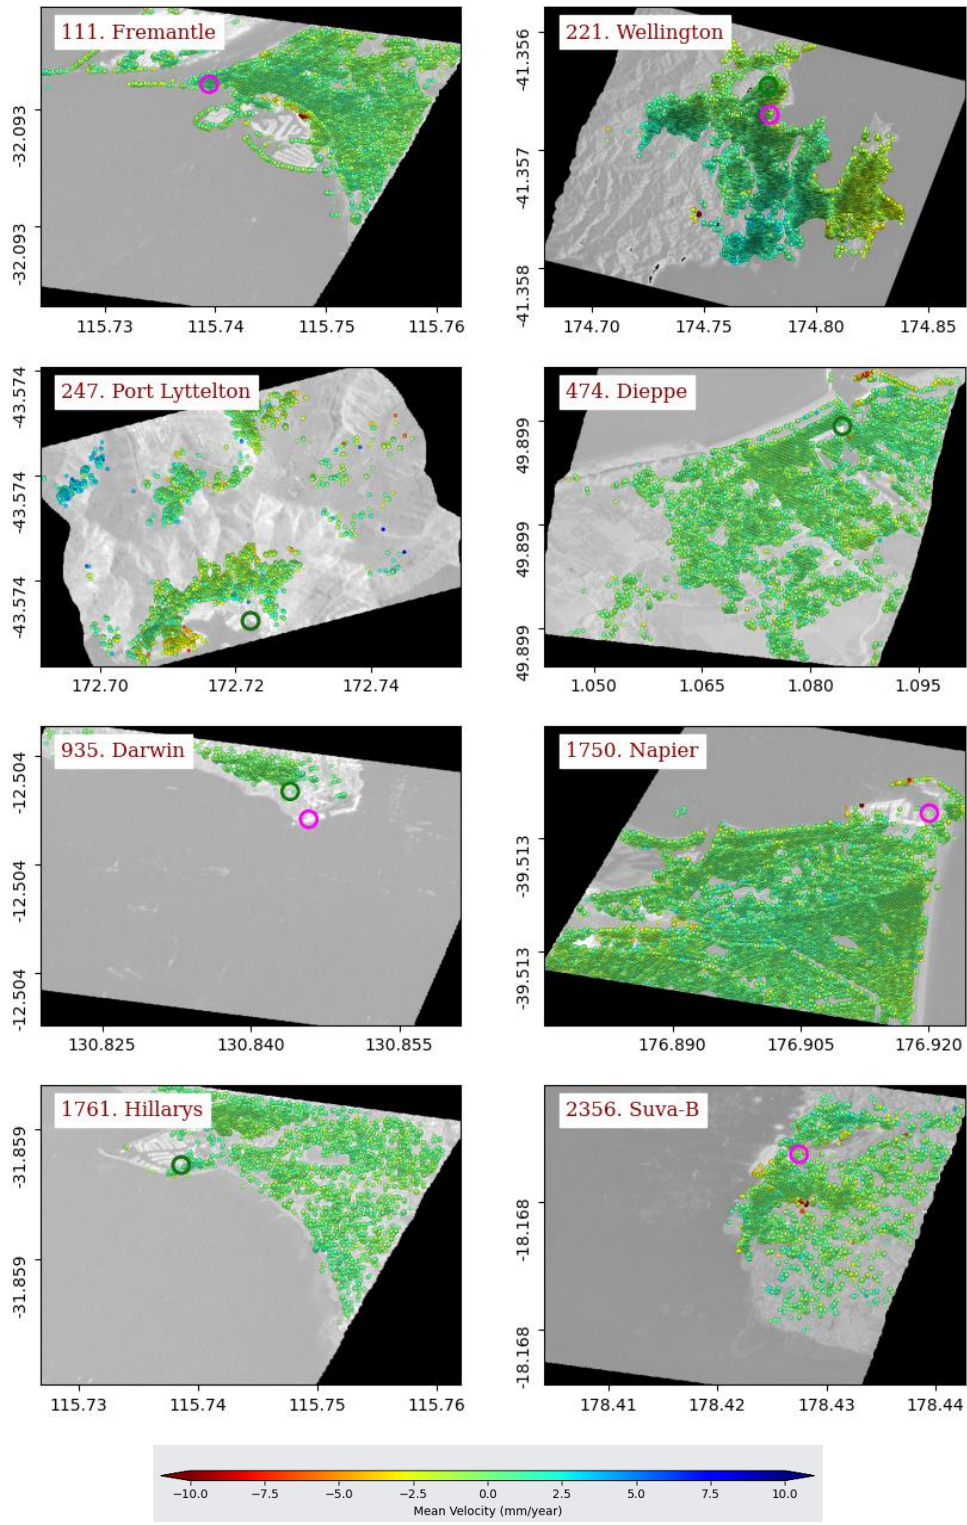 111. Fremantle
-32.093
-32.093
115.73 115.74 115.75 115.76
221. Wellington
-41.356
-41.357
-41.358
174.70 174.75 174.80 174.85
247. Port Lyttelton
-43.574
-43.574
-43.574
172.70 172.72 172.74
474. Dieppe
49.899
49.899
49.899
1.050 1.065 1.080 1.095
935. Darwin
-12.504
-12.504
-12.504
130.825 130.840 130.855
1750. Napier
-39.513
-39.513
176.890 176.905 176.920
1761. Hillarys
-31.859
-31.859
115.73 115.74 115.75 115.76
2356. Suva-B
-18.168
-18.168
178.41 178.42 178.43 178.44
−10.0 −7.5 −5.0 −2.5 0.0 2.5 5.0 7.5 10.0
Mean Velocity (mm/year)